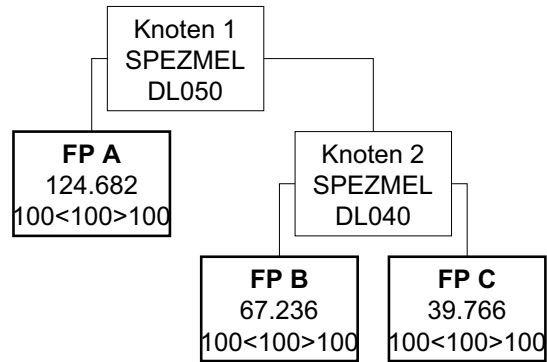 Knoten 1
SPEZMEL
DL050
FP A
124.682
100<100>100
Knoten 2
SPEZMEL
DL040
FP B
67.236
100<100>100
FP C
39.766
100<100>100